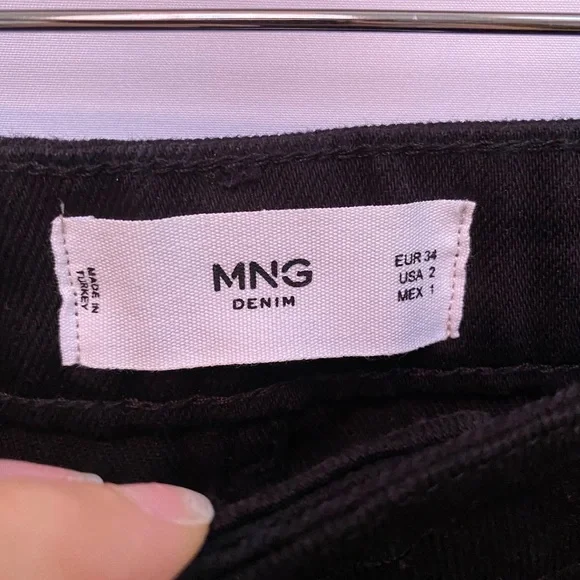 MADE IN
TURKEY
MNG
DENIM
EUR 34
USA 2
MEX 1